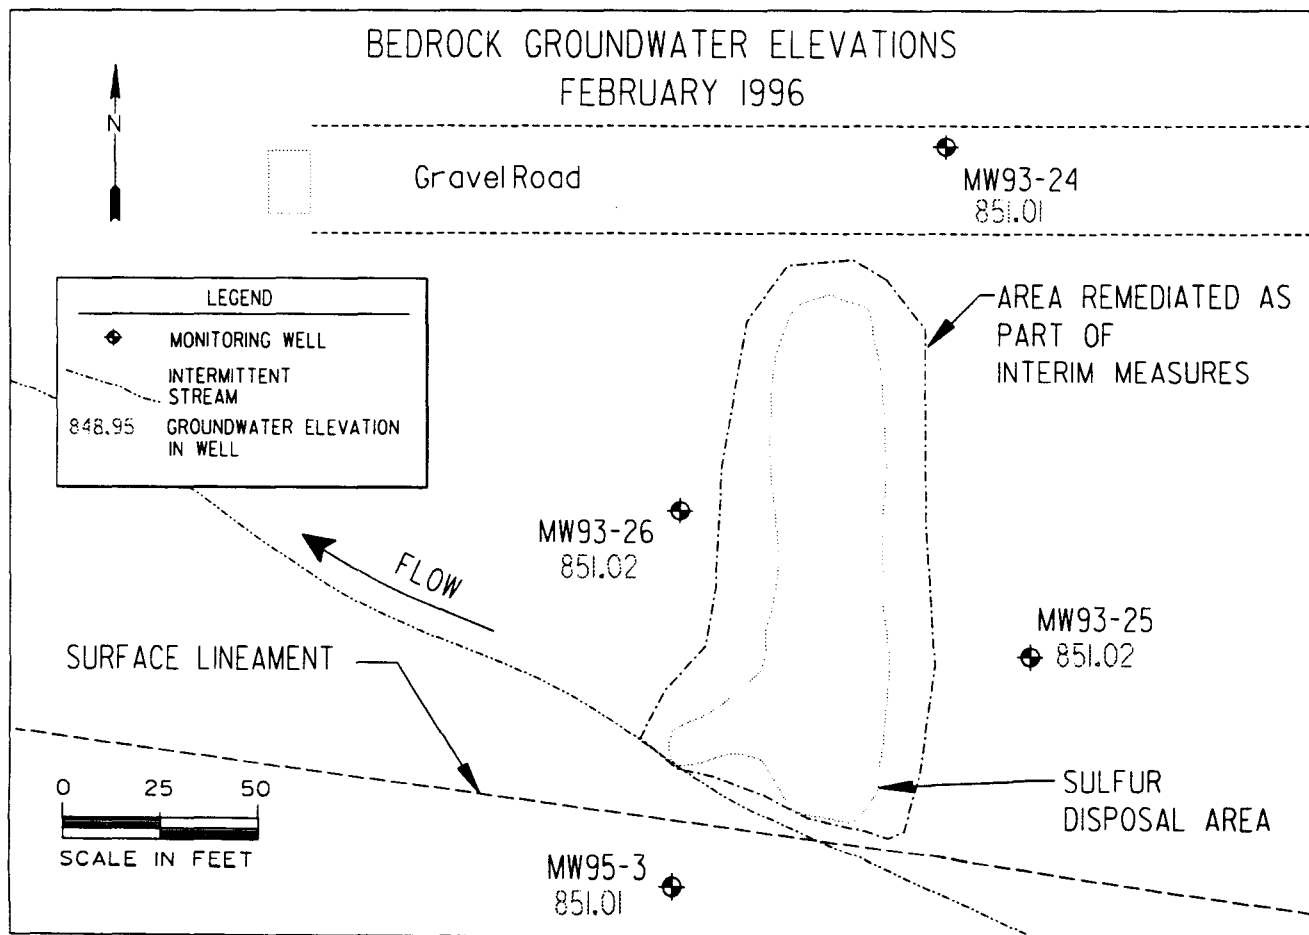 BEDROCK GROUNDWATER ELEVATIONS
FEBRUARY 1996
N
Gravel Road
MW93-24
851.01
LEGEND
MONITORING WELL
INTERMITTENT
STREAM
848.95 GROUNDWATER ELEVATION
IN WELL
AREA REMEDIATED AS
PART OF
INTERIM MEASURES
MW93-26
851.02
FLOW
MW93-25
851.02
SURFACE LINEAMENT
0 25 50
SCALE IN FEET
SULFUR
DISPOSAL AREA
MW95-3
851.01